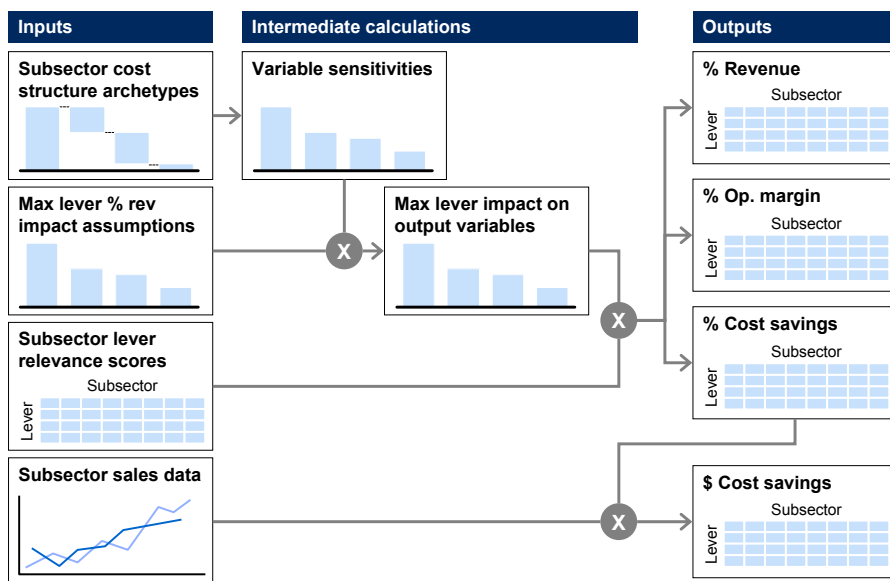 Inputs
Intermediate calculations
Outputs
Subsector cost
structure archetypes
Variable sensitivities
% Revenue
Subsector
Lever
Max lever % rev
impact assumptions
X
Max lever impact on
output variables
% Op. margin
Subsector
Lever
X
Subsector lever
relevance scores
Subsector
Lever
% Cost savings
Subsector
Lever
Subsector sales data
X
$ Cost savings
Subsector
Lever